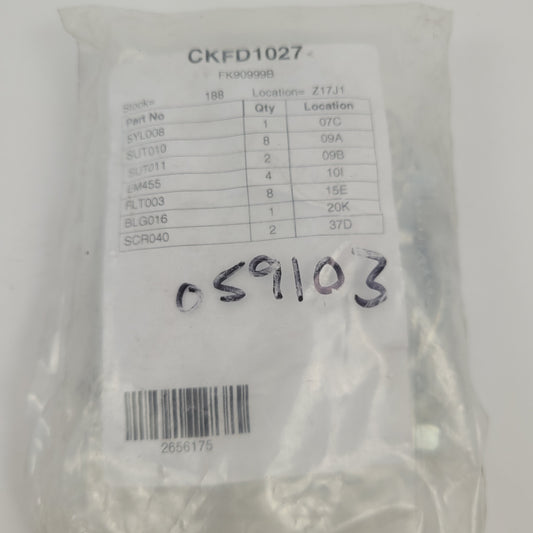 CKFD1027
FK90999B
Stock= 188 Location= Z17J1
Part No Qty Location
SYL008 1 07C
SUT010 8 09A
SUT011 2 09B
EM455 4 10I
FLT003 8 15E
BLG016 1 20K
SCR040 2 37D
059103
2656175